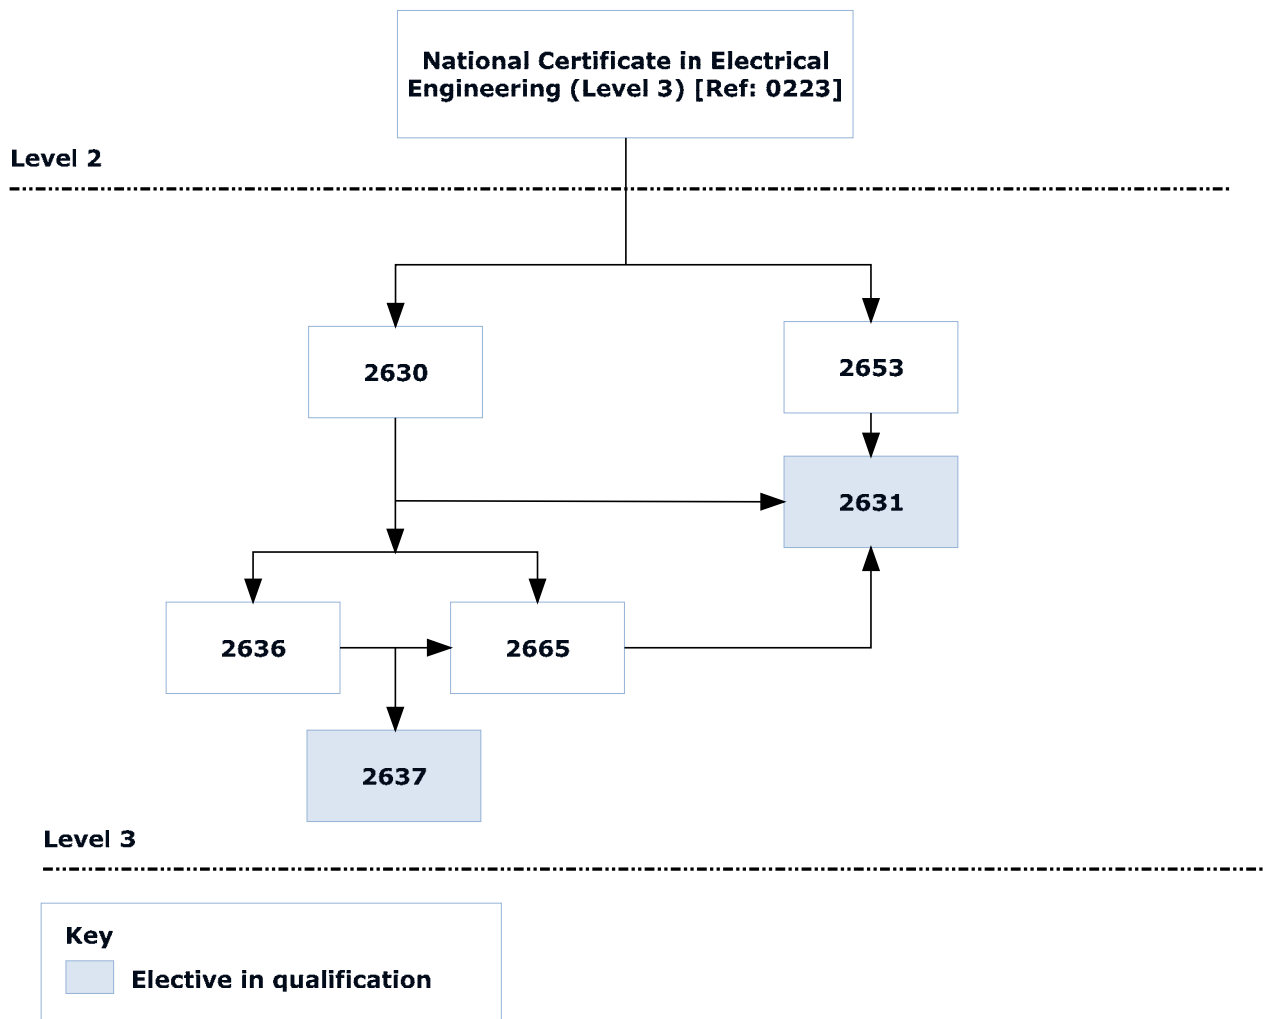 National Certificate in Electrical
Engineering (Level 3) [Ref: 0223]
Level 2
2630
2653
2631
2636
2665
2637
Level 3
Key
Elective in qualification